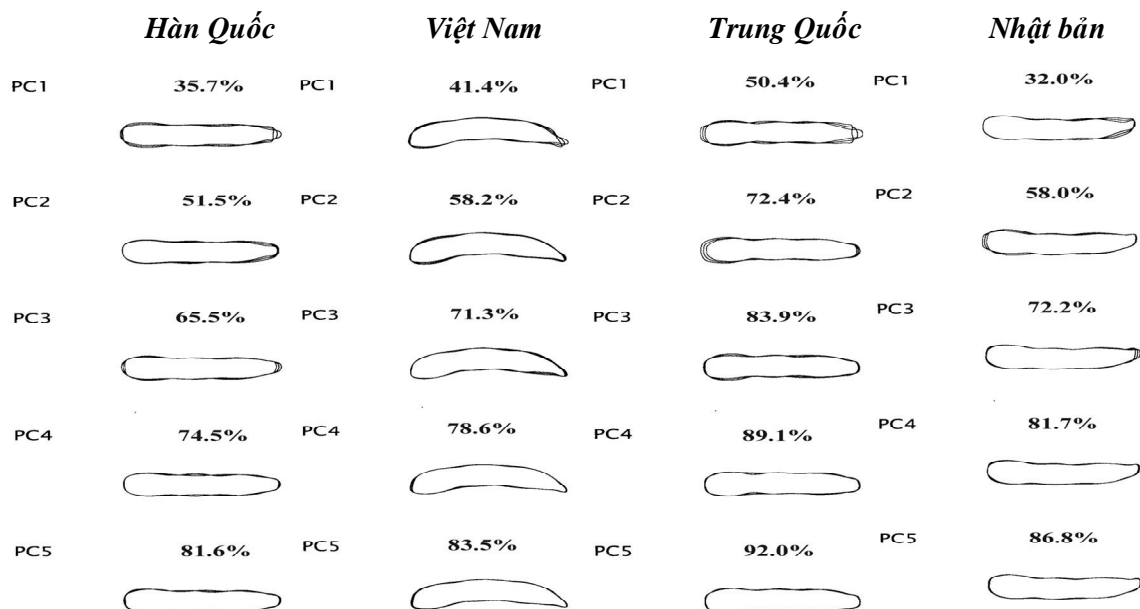 Hàn Quốc Việt Nam Trung Quốc Nhật bản
PC1 35.7% PC1 41.4% PC1 50.4% PC1 32.0%
PC2 51.5% PC2 58.2% PC2 72.4% PC2 58.0%
PC3 65.5% PC3 71.3% PC3 83.9% PC3 72.2%
PC4 74.5% PC4 78.6% PC4 89.1% PC4 81.7%
PC5 81.6% PC5 83.5% PC5 92.0% PC5 86.8%